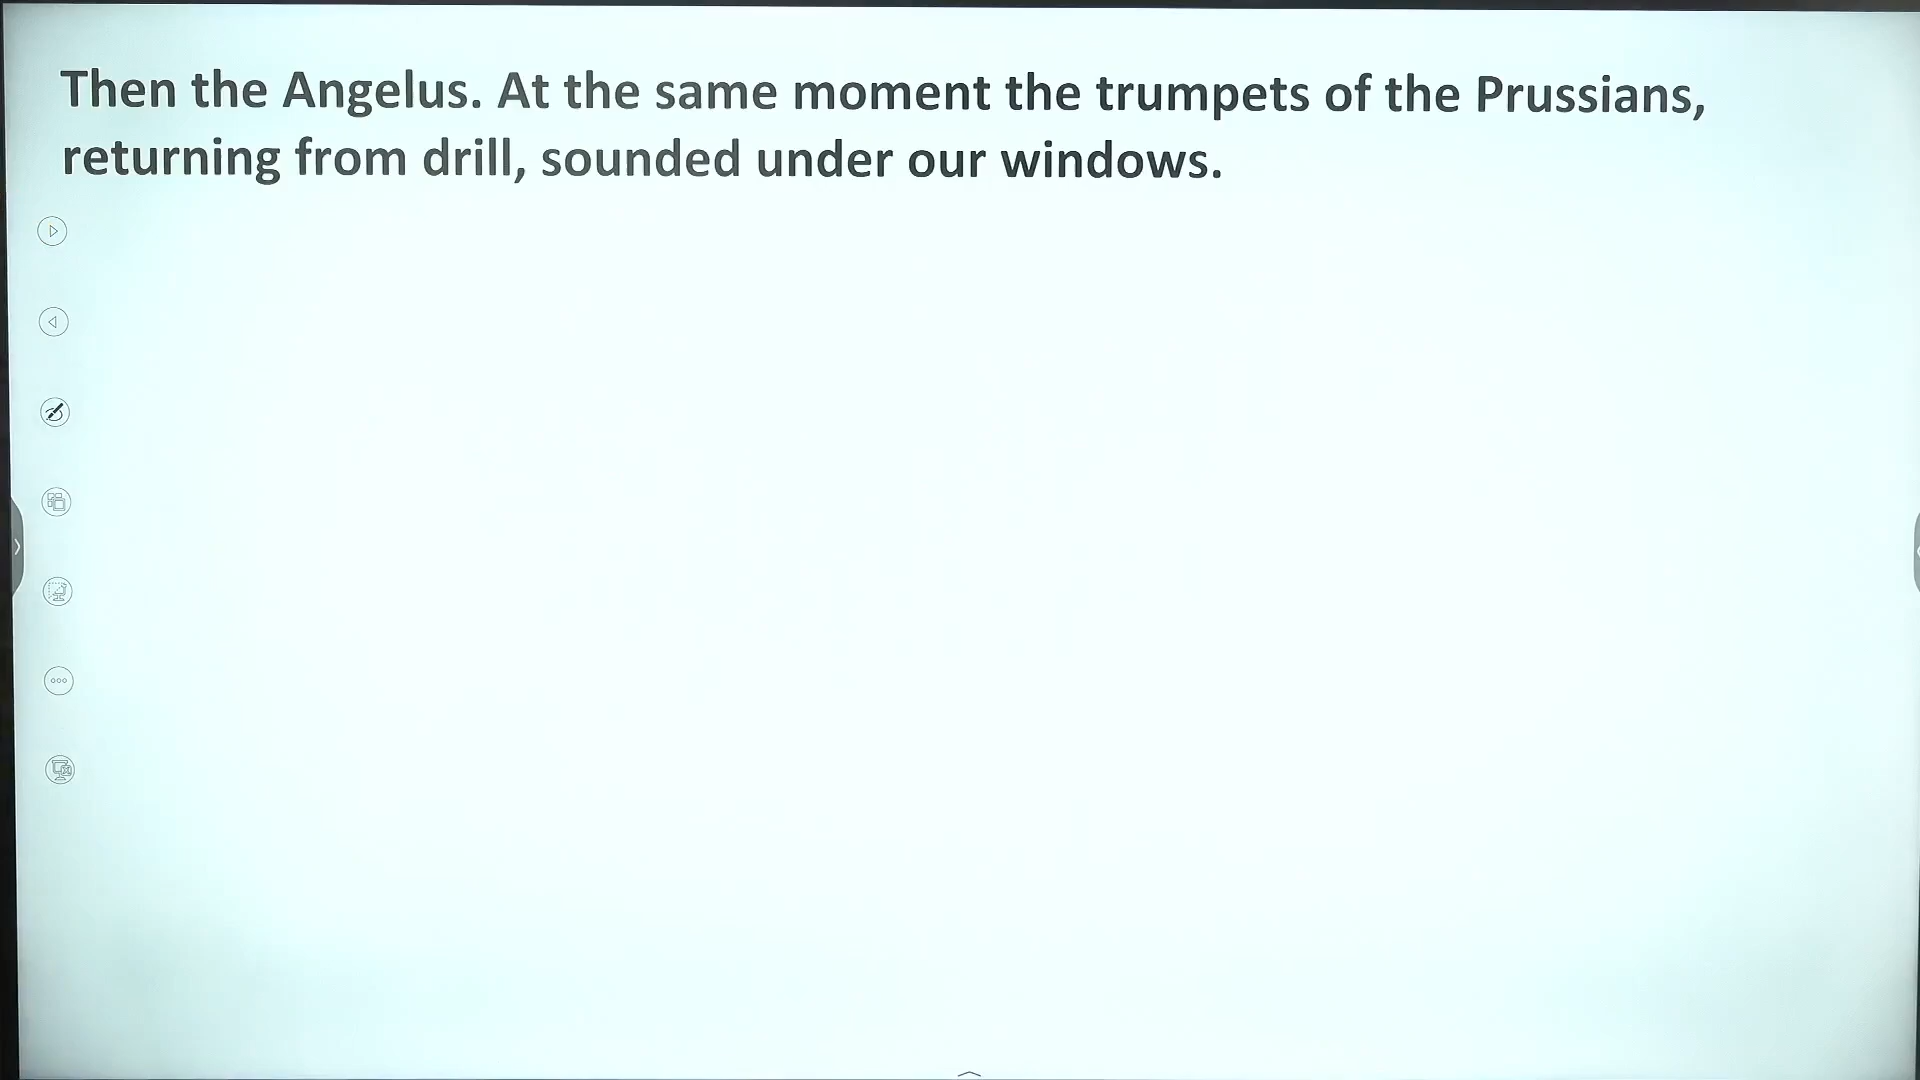 Then the Angelus. At the same moment the trumpets of the Prussians,
returning from drill, sounded under our windows.